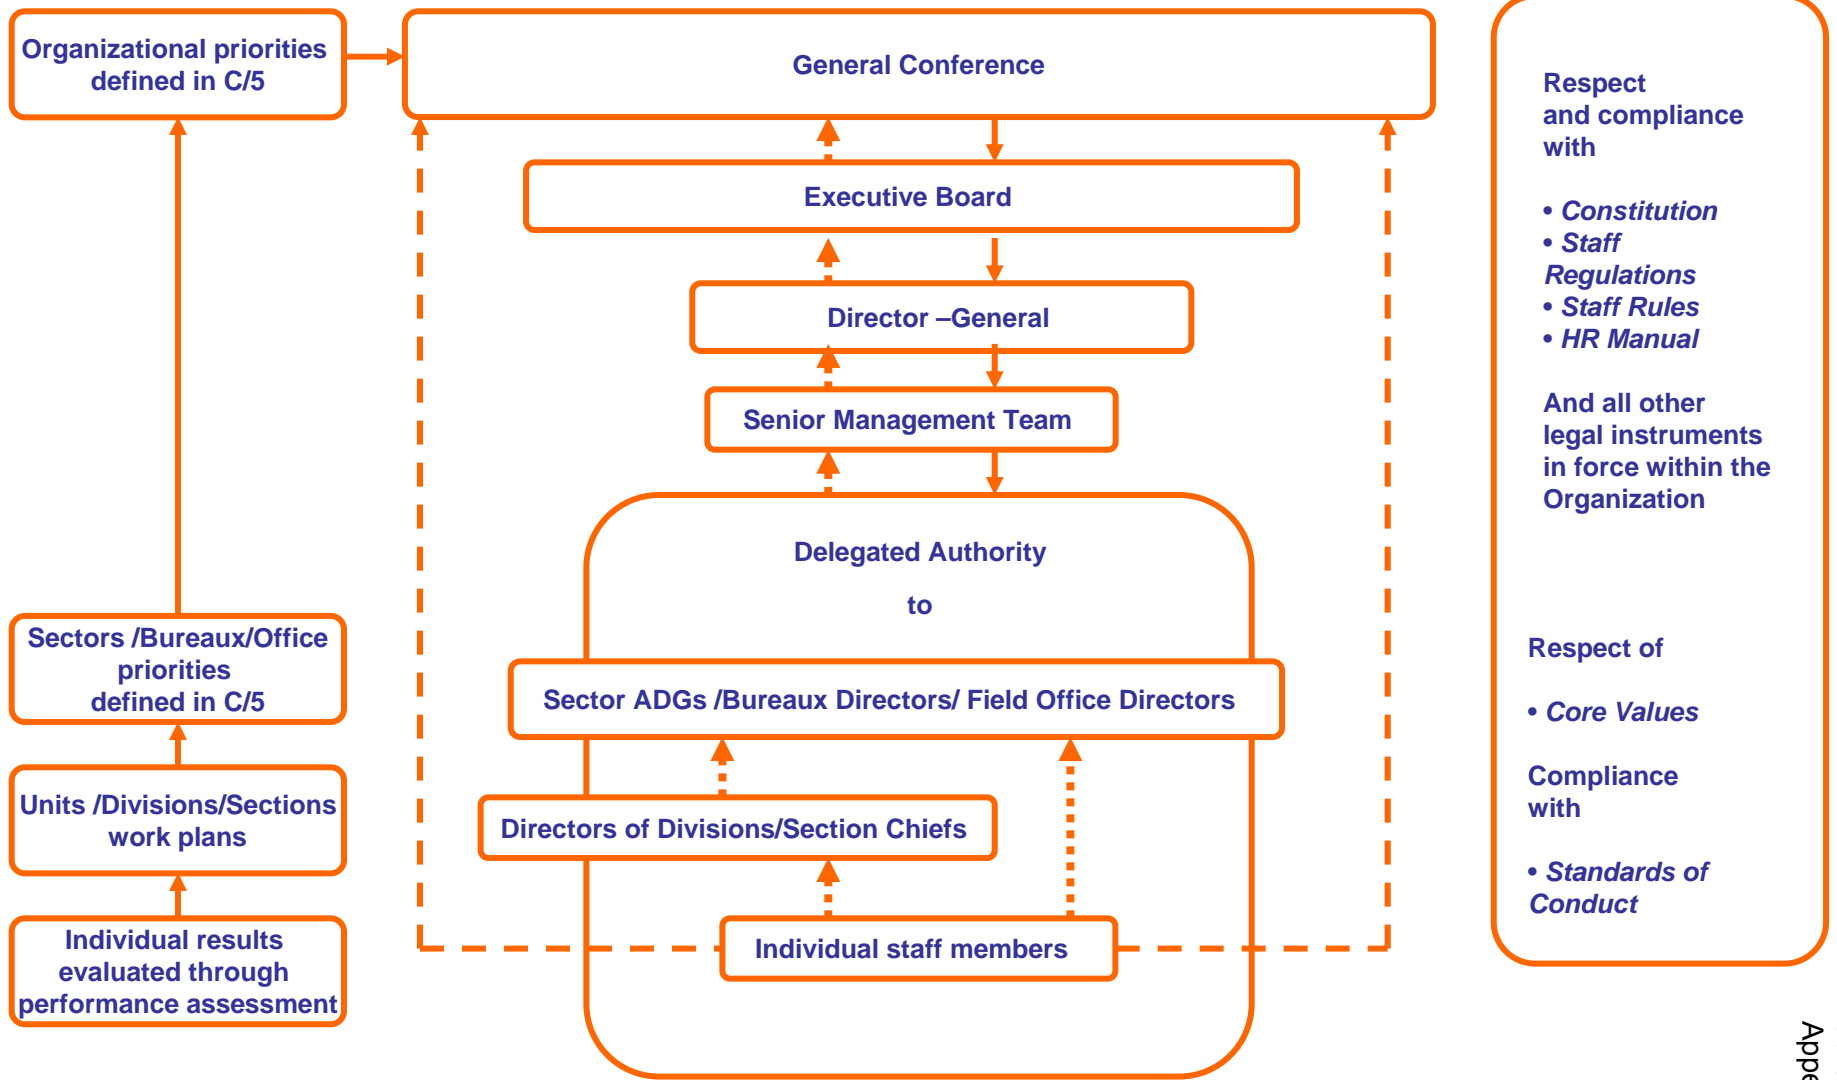 Organizational priorities
defined in C/5
General Conference
Executive Board
Director –General
Senior Management Team
Delegated Authority
to
Sector ADGs /Bureaux Directors/ Field Office Directors
Directors of Divisions/Section Chiefs
Individual staff members
Sectors /Bureaux/Office
priorities
defined in C/5
Units /Divisions/Sections
work plans
Individual results
evaluated through
performance assessment
Respect
and compliance
with
• Constitution
• Staff
Regulations
• Staff Rules
• HR Manual
And all other
legal instruments
in force within the
Organization
Respect of
• Core Values
Compliance
with
• Standards of
Conduct